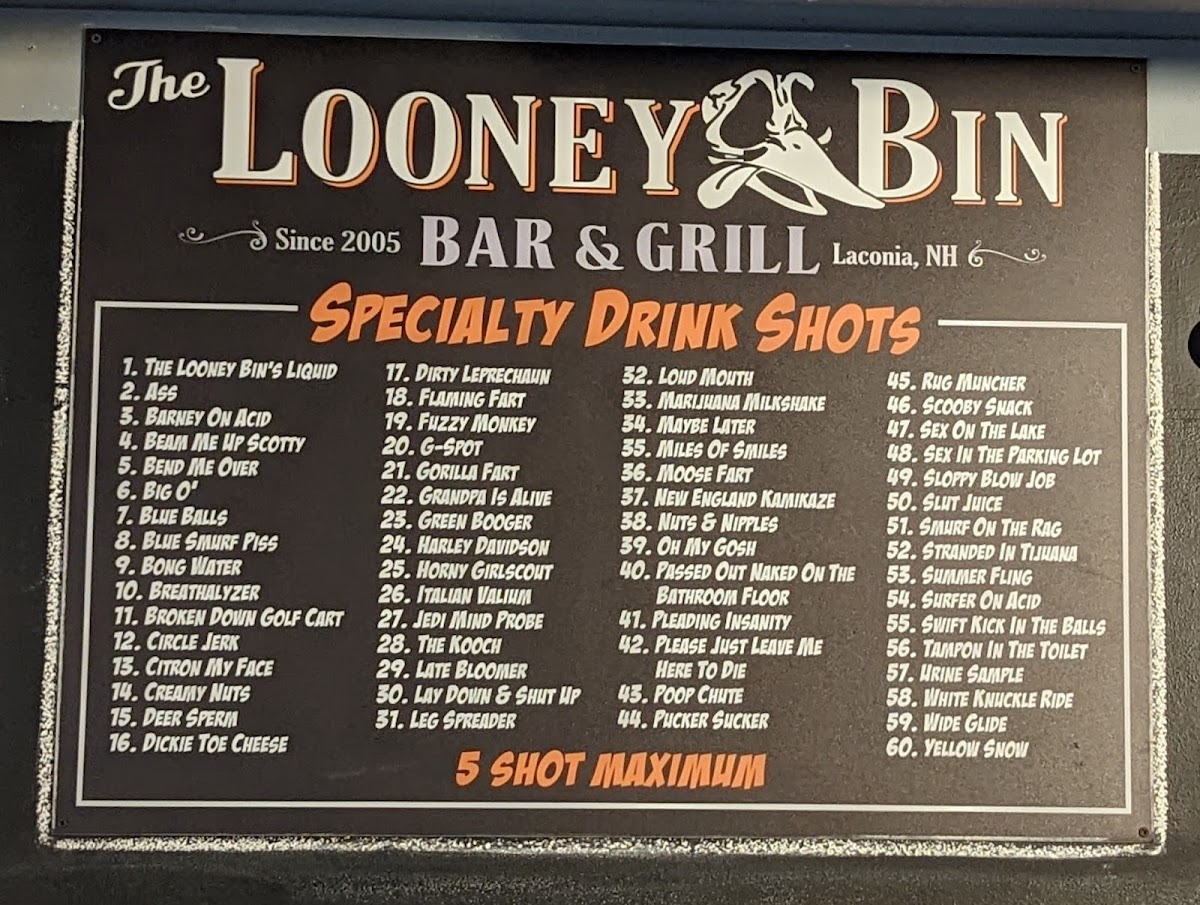 The LOONEY BIN
Since 2005 BAR & GRILL Laconia, NH
SPECIALTY DRINK SHOTS
1. THE LOONEY BIN'S LIQUID
2. ASS
3. BARNEY ON ACID
4. BEAM ME UP SCOTTY
5. BEND ME OVER
6. BIG O'
7. BLUE BALLS
8. BLUE SMURF PISS
9. BONG WATER
10. BREATHALYZER
11. BROKEN DOWN GOLF CART
12. CIRCLE JERK
13. CITRON MY FACE
14. CREAMY NUTS
15. DEER SPERM
16. DICKIE TOE CHEESE
17. DIRTY LEPRECHAUN
18. FLAMING FART
19. FUZZY MONKEY
20. G-SPOT
21. GORILLA FART
22. GRANDPA IS ALIVE
23. GREEN BOOGER
24. HARLEY DAVIDSON
25. HORNY GIRLSCOUT
26. ITALIAN VALIUM
27. JEDI MIND PROBE
28. THE KOOCH
29. LATE BLOOMER
30. LAY DOWN & SHUT UP
31. LEG SPREADER
32. LOUD MOUTH
33. MARIJUANA MILKSHAKE
34. MAYBE LATER
35. MILES OF SMILES
36. MOOSE FART
37. NEW ENGLAND KAMIKAZE
38. NUTS & NIPPLES
39. OH MY GOSH
40. PASSED OUT NAKED ON THE
BATHROOM FLOOR
41. PLEADING INSANITY
42. PLEASE JUST LEAVE ME
HERE TO DIE
43. POOP CHUTE
44. PUCKER SUCKER
45. RUG MUNCHER
46. SCOOBY SNACK
47. SEX ON THE LAKE
48. SEX IN THE PARKING LOT
49. SLOPPY BLOW JOB
50. SLUT JUICE
51. SMURF ON THE RAG
52. STRANDED IN TIJUANA
53. SUMMER FLING
54. SURFER ON ACID
55. SWIFT KICK IN THE BALLS
56. TAMPON IN THE TOILET
57. URINE SAMPLE
58. WHITE KNUCKLE RIDE
59. WIDE GLIDE
60. YELLOW SNOW
5 SHOT MAXIMUM